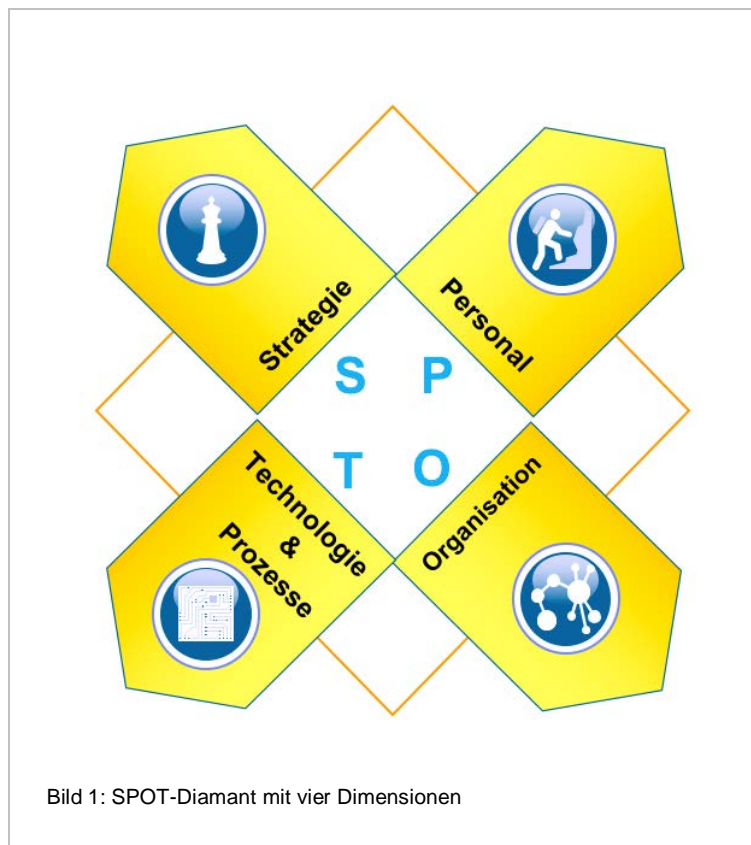 Strategie
Personal
S P
T O
Technologie
&
Prozesse
Organisation
Bild 1: SPOT-Diamant mit vier Dimensionen